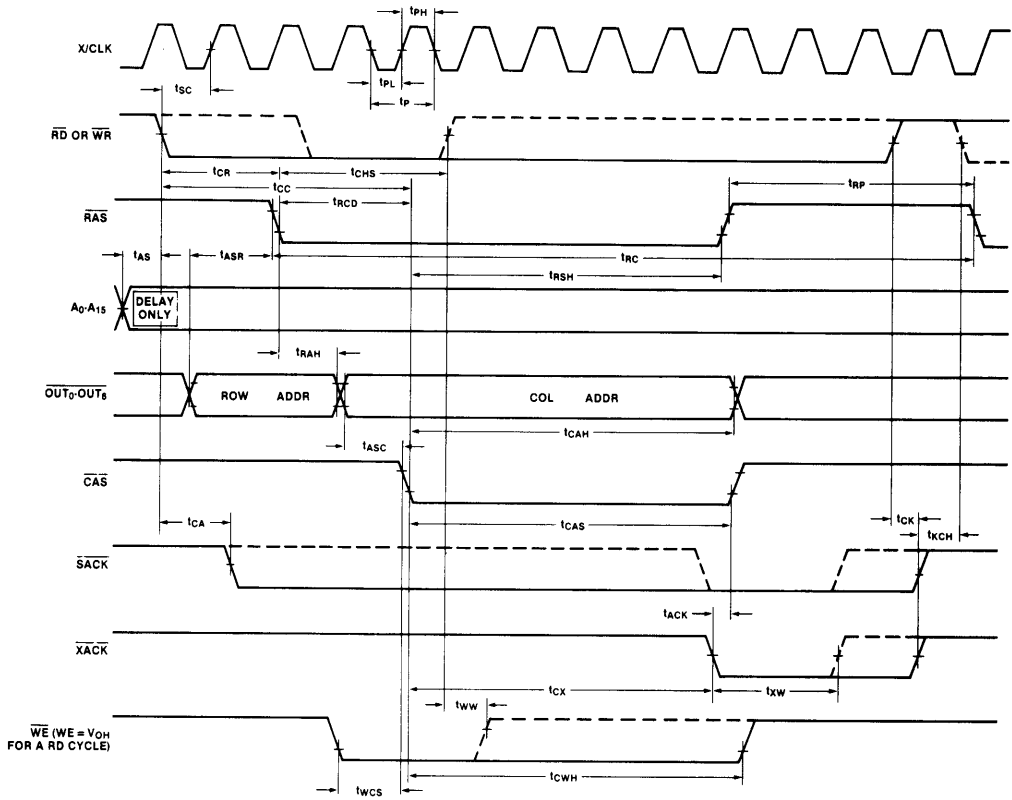 tPH
X/CLK
tPL
tSC
tP
RD OR WR
tCR
tCHS
tCC
tRP
tRCD
RAS
tAS
tASR
tRC
tRSH
A0-A15
DELAY
ONLY
tRAH
OUT0-OUT8
ROW ADDR
COL ADDR
tCAH
tASC
CAS
tCA
tCAS
tCK
tKCH
SACK
tACK
XACK
tCX
tXW
tWW
WE (WE = VOH
FOR A RD CYCLE)
tCWH
tWCS